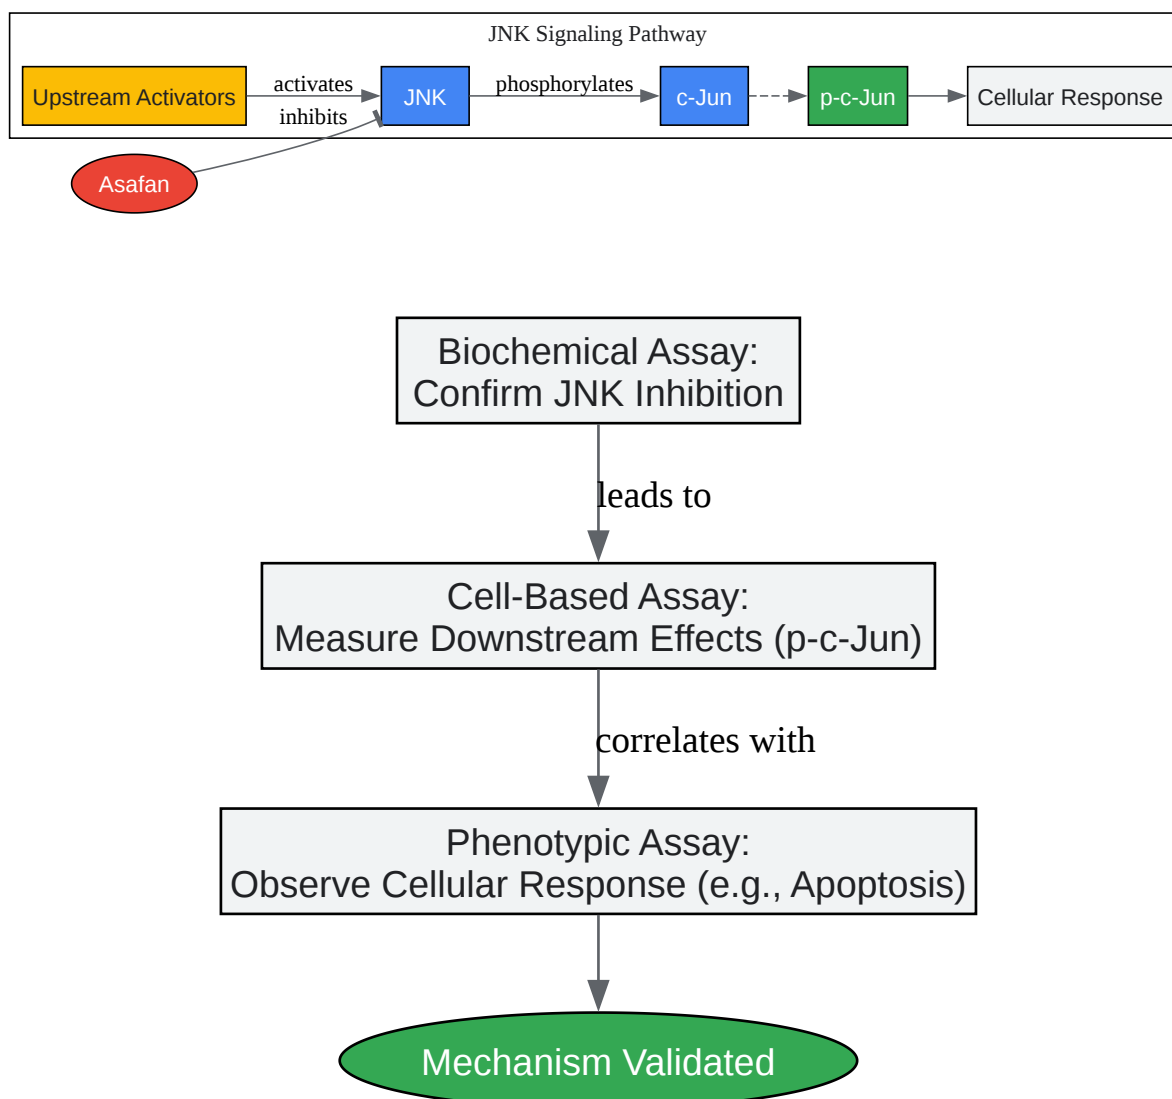 JNK Signaling Pathway
Upstream Activators
activates
JNK
phosphorylates
c-Jun
p-c-Jun
Cellular Response
inhibits
Asafan
Biochemical Assay:
Confirm JNK Inhibition
leads to
Cell-Based Assay:
Measure Downstream Effects (p-c-Jun)
correlates with
Phenotypic Assay:
Observe Cellular Response (e.g., Apoptosis)
Mechanism Validated